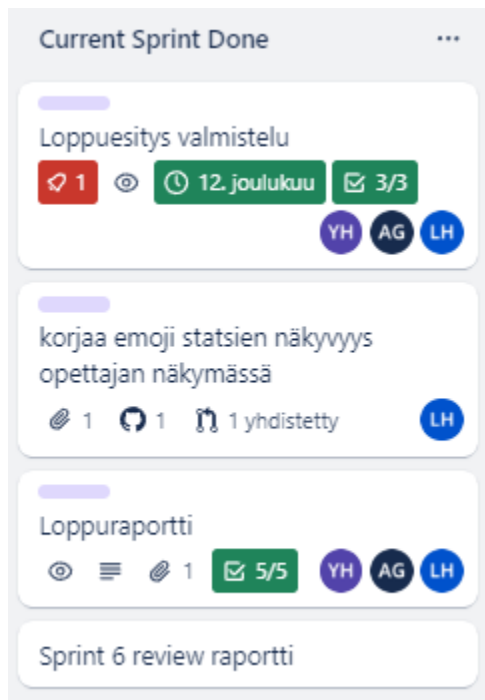 Current Sprint Done
Loppuesitys valmistelu
1 12. joulukuu 3/3
YH AG LH
korjaa emoji statsien näkyvyys
opettajan näkymässä
1 1 1 yhdistetty LH
Loppuraportti
1 5/5 YH AG LH
Sprint 6 review raportti